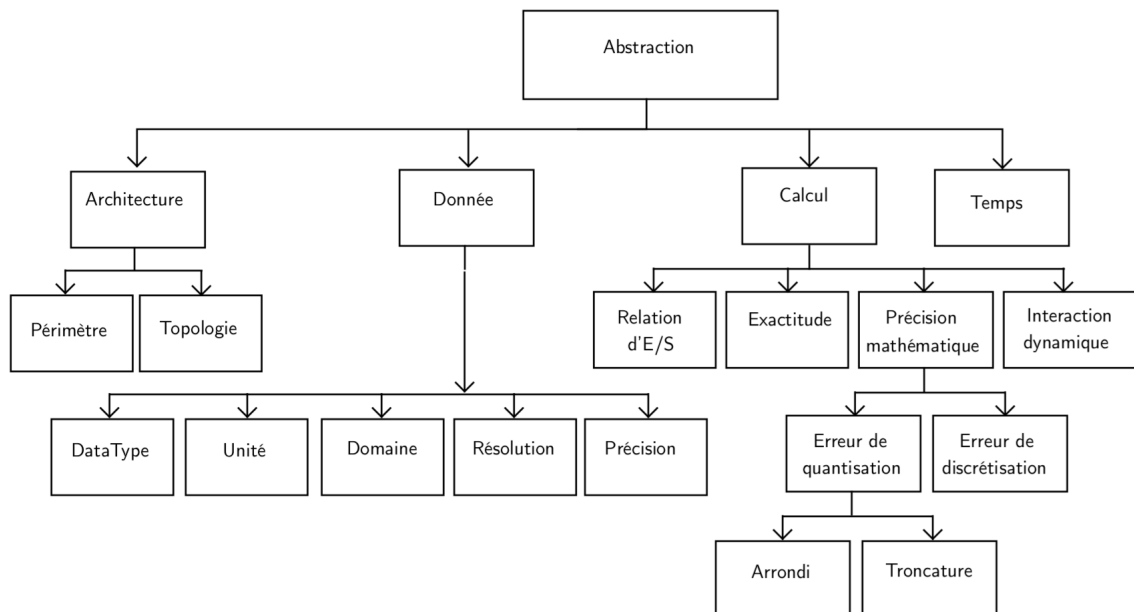 Abstraction
Architecture
Donnée
Calcul
Temps
Périmètre
Topologie
Relation
d'E/S
Exactitude
Précision
mathématique
Interaction
dynamique
DataType
Unité
Domaine
Résolution
Précision
Erreur de
quantisation
Erreur de
discrétisation
Arrondi
Troncature